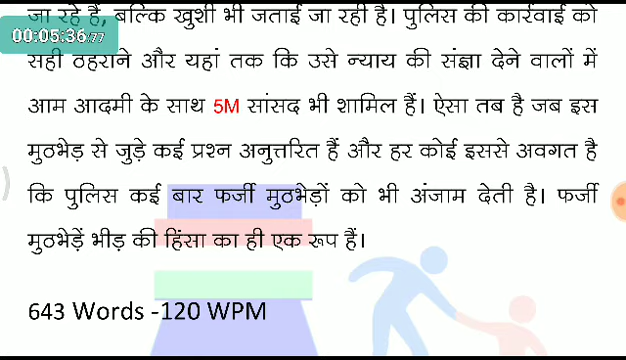 जा रहे हैं, बल्कि खुशी भी जताई जा रही है। पुलिस की कार्रवाई को
00:05:36/77
सही ठहराने और यहां तक कि उसे न्याय की संज्ञा देने वालों में
आम आदमी के साथ 5M सांसद भी शामिल हैं। ऐसा तब है जब इस
मुठभेड़ से जुड़े कई प्रश्न अनुत्तरित हैं और हर कोई इससे अवगत है
कि पुलिस कई बार फर्जी मुठभेड़ों को भी अंजाम देती है। फर्जी
मुठभेड़ें भीड़ की हिंसा का ही एक रूप हैं।
643 Words -120 WPM